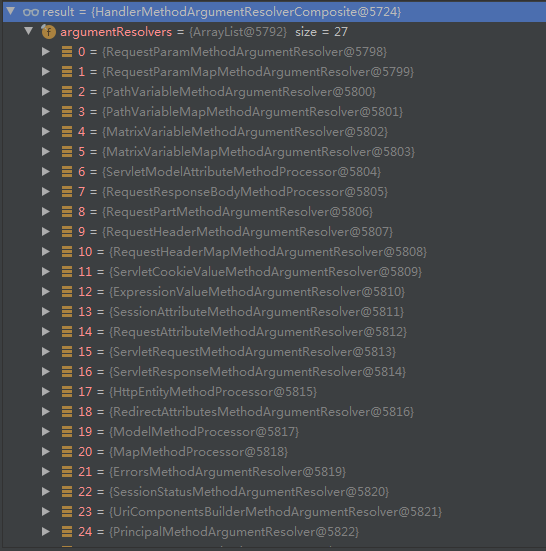 result = {HandlerMethodArgumentResolverComposite@5724}
f argumentResolvers = {ArrayList@5792} size = 27
0 = {RequestParamMethodArgumentResolver@5798}
1 = {RequestParamMapMethodArgumentResolver@5799}
2 = {PathVariableMethodArgumentResolver@5800}
3 = {PathVariableMapMethodArgumentResolver@5801}
4 = {MatrixVariableMethodArgumentResolver@5802}
5 = {MatrixVariableMapMethodArgumentResolver@5803}
6 = {ServletModelAttributeMethodProcessor@5804}
7 = {RequestResponseBodyMethodProcessor@5805}
8 = {RequestPartMethodArgumentResolver@5806}
9 = {RequestHeaderMethodArgumentResolver@5807}
10 = {RequestHeaderMapMethodArgumentResolver@5808}
11 = {ServletCookieValueMethodArgumentResolver@5809}
12 = {ExpressionValueMethodArgumentResolver@5810}
13 = {SessionAttributeMethodArgumentResolver@5811}
14 = {RequestAttributeMethodArgumentResolver@5812}
15 = {ServletRequestMethodArgumentResolver@5813}
16 = {ServletResponseMethodArgumentResolver@5814}
17 = {HttpEntityMethodProcessor@5815}
18 = {RedirectAttributesMethodArgumentResolver@5816}
19 = {ModelMethodProcessor@5817}
20 = {MapMethodProcessor@5818}
21 = {ErrorsMethodArgumentResolver@5819}
22 = {SessionStatusMethodArgumentResolver@5820}
23 = {UriComponentsBuilderMethodArgumentResolver@5821}
24 = {PrincipalMethodArgumentResolver@5822}